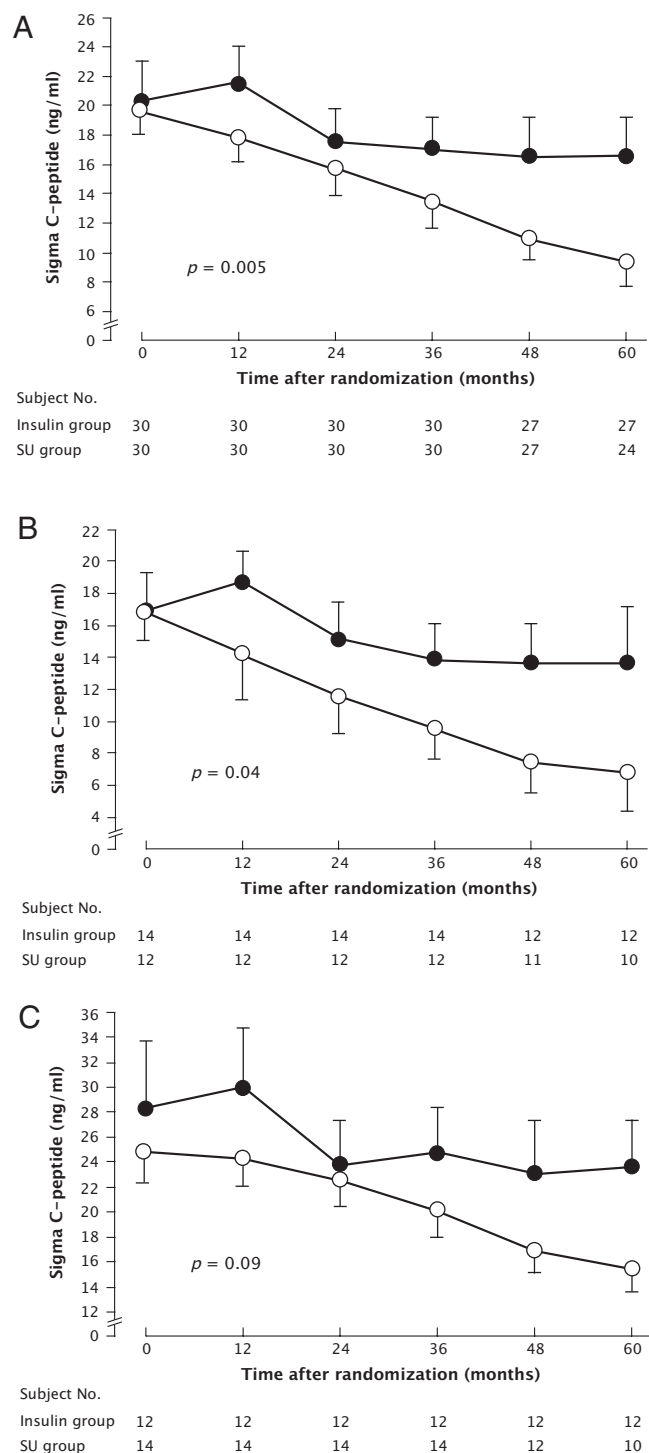 A
Sigma C-peptide (ng/ml)
26
24
22
20
18
16
14
12
10
8
6
0
p = 0.005
0 12 24 36 48 60
Time after randomization (months)
Subject No.
Insulin group 30 30 30 30 27 27
SU group 30 30 30 30 27 24
B
Sigma C-peptide (ng/ml)
22
20
18
16
14
12
10
8
6
4
0
p = 0.04
0 12 24 36 48 60
Time after randomization (months)
Subject No.
Insulin group 14 14 14 14 12 12
SU group 12 12 12 12 11 10
C
Sigma C-peptide (ng/ml)
36
34
32
30
28
26
24
22
20
18
16
14
12
0
p = 0.09
0 12 24 36 48 60
Time after randomization (months)
Subject No.
Insulin group 12 12 12 12 12 12
SU group 14 14 14 14 12 10